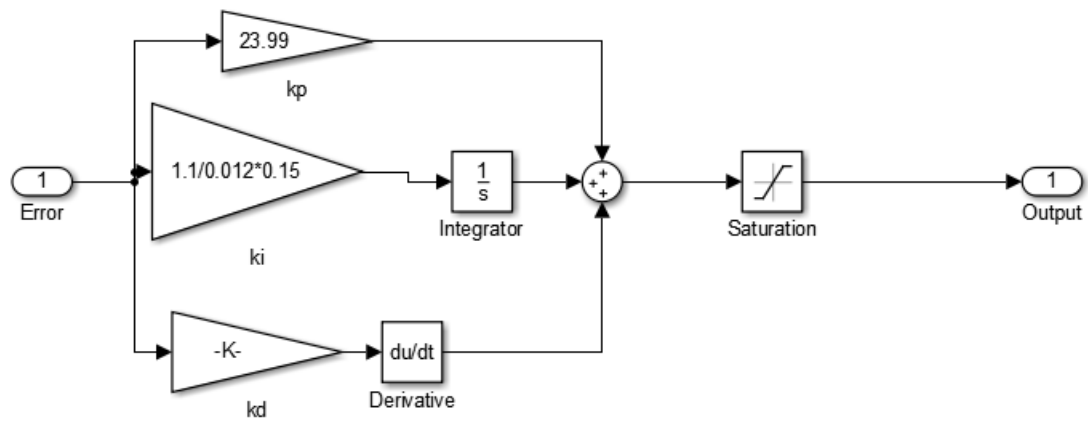 23.99
kp
1
Error
1.1/0.012*0.15
ki
1
s
Integrator
+
+
+
Saturation
1
Output
-K-
kd
du/dt
Derivative